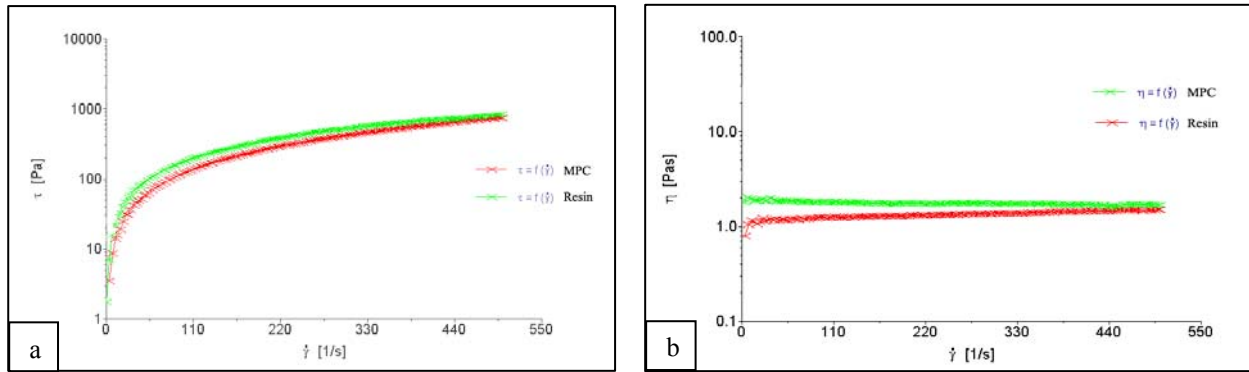 10000
1000
100
10
1
τ [Pa]
0 110 220 330 440 550
γ̇ [1/s]
τ = f(γ̇) MPC
τ = f(γ̇) Resin
a
100.0
10.0
1.0
0.1
η [Pas]
0 110 220 330 440 550
γ̇ [1/s]
η = f(γ̇) MPC
η = f(γ̇) Resin
b